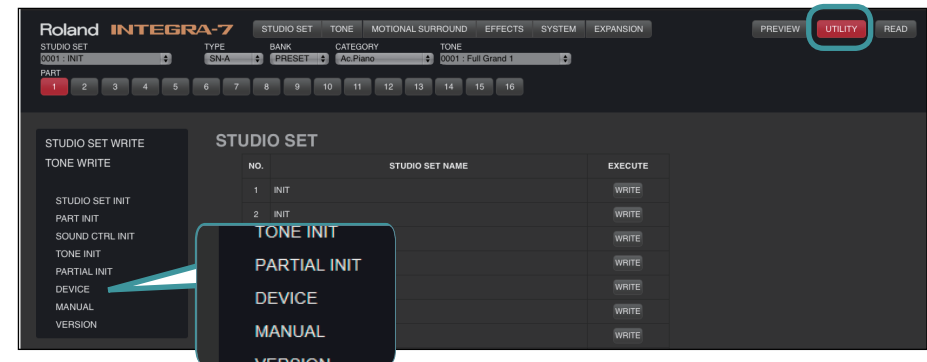 Roland INTEGRA-7 STUDIO SET TONE MOTIONAL SURROUND EFFECTS SYSTEM EXPANSION PREVIEW UTILITY READ
STUDIO SET TYPE BANK CATEGORY TONE
0001 : INIT SN-A PRESET Ac.Piano 0001 : Full Grand 1
PART
1 2 3 4 5 6 7 8 9 10 11 12 13 14 15 16
STUDIO SET WRITE
TONE WRITE
STUDIO SET INIT
PART INIT
SOUND CTRL INIT
TONE INIT
PARTIAL INIT
DEVICE
MANUAL
VERSION
STUDIO SET
NO. STUDIO SET NAME EXECUTE
1 INIT WRITE
2 INIT WRITE
WRITE
WRITE
WRITE
WRITE
WRITE
TONE INIT
PARTIAL INIT
DEVICE
MANUAL
VERSION